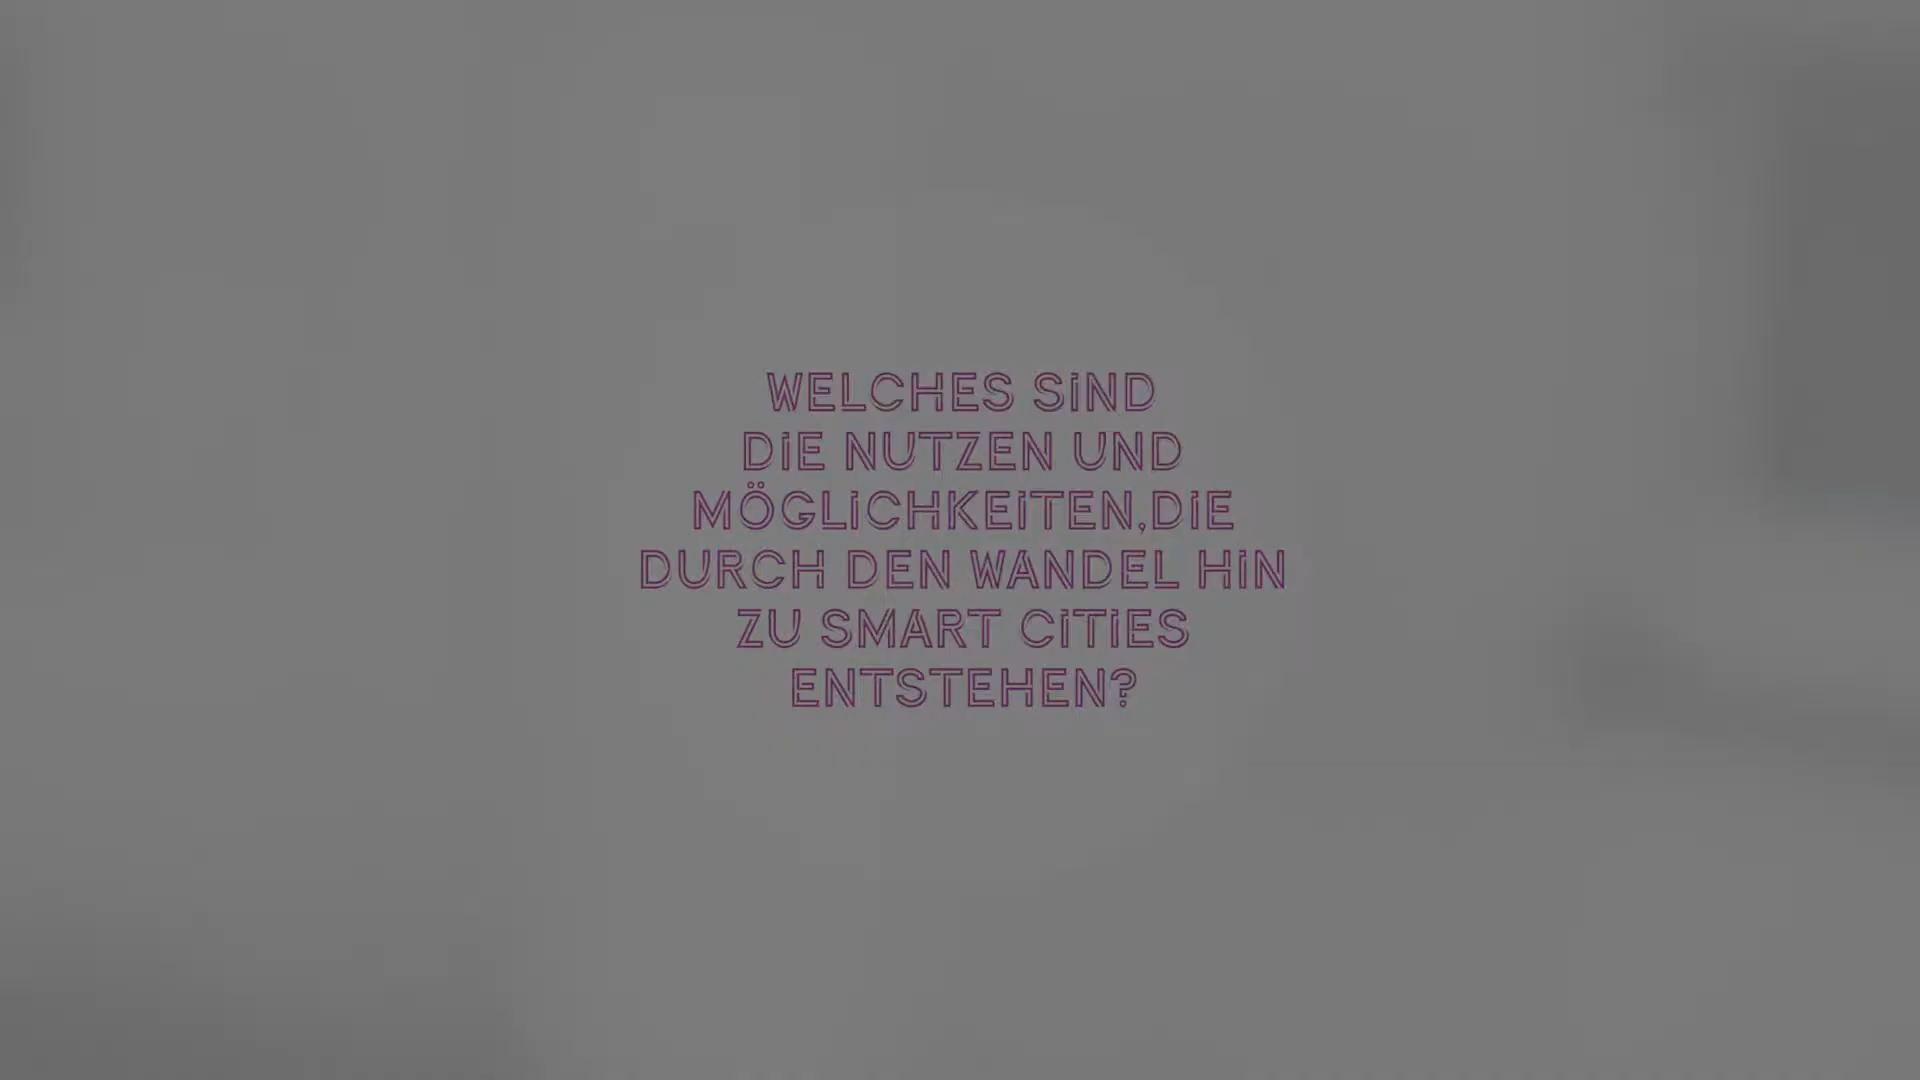 WELCHES SIND
DIE NUTZEN UND
MÖGLICHKEITEN,DIE
DURCH DEN WANDEL HIN
ZU SMART CITIES
ENTSTEHEN?